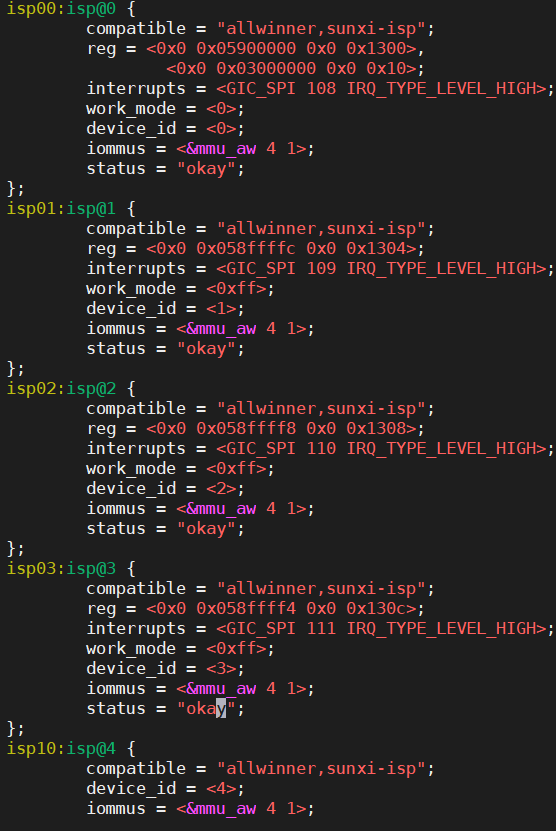 isp00:isp@0 {
        compatible = "allwinner,sunxi-isp";
        reg = <0x0 0x05900000 0x0 0x1300>,
                <0x0 0x03000000 0x0 0x10>;
        interrupts = <GIC_SPI 108 IRQ_TYPE_LEVEL_HIGH>;
        work_mode = <0>;
        device_id = <0>;
        iommus = <&mmu_aw 4 1>;
        status = "okay";
};
isp01:isp@1 {
        compatible = "allwinner,sunxi-isp";
        reg = <0x0 0x058ffffc 0x0 0x1304>;
        interrupts = <GIC_SPI 109 IRQ_TYPE_LEVEL_HIGH>;
        work_mode = <0xff>;
        device_id = <1>;
        iommus = <&mmu_aw 4 1>;
        status = "okay";
};
isp02:isp@2 {
        compatible = "allwinner,sunxi-isp";
        reg = <0x0 0x058ffff8 0x0 0x1308>;
        interrupts = <GIC_SPI 110 IRQ_TYPE_LEVEL_HIGH>;
        work_mode = <0xff>;
        device_id = <2>;
        iommus = <&mmu_aw 4 1>;
        status = "okay";
};
isp03:isp@3 {
        compatible = "allwinner,sunxi-isp";
        reg = <0x0 0x058ffff4 0x0 0x130c>;
        interrupts = <GIC_SPI 111 IRQ_TYPE_LEVEL_HIGH>;
        work_mode = <0xff>;
        device_id = <3>;
        iommus = <&mmu_aw 4 1>;
        status = "okay";
};
isp10:isp@4 {
        compatible = "allwinner,sunxi-isp";
        device_id = <4>;
        iommus = <&mmu_aw 4 1>;